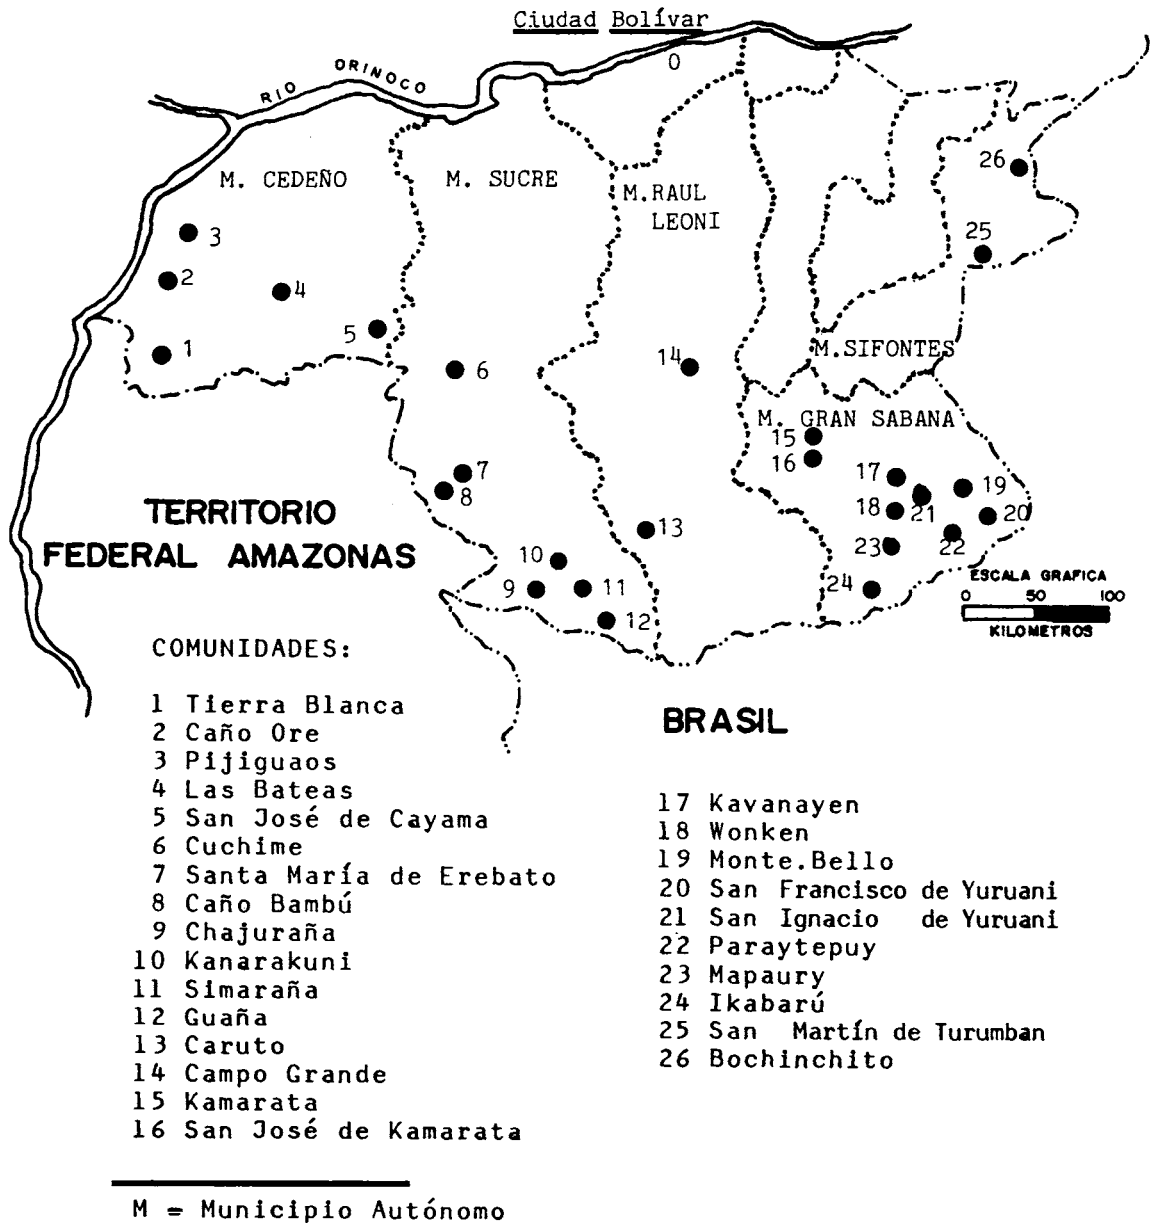 Ciudad Bolívar
O
RIO ORINOCO
M. CEDEÑO
M. SUCRE
M. RAUL
LEONI
26
25
3
2
4
5
1
6
14
M. SIFONTES
M. GRAN SABANA
15
16
17
19
7
8
18
21
20
13
23
22
10
9
11
24
12
TERRITORIO
FEDERAL AMAZONAS
ESCALA GRAFICA
0 50 100
KILOMETROS
BRASIL
COMUNIDADES:
1 Tierra Blanca
2 Caño Ore
3 Pijiguaos
4 Las Bateas
5 San José de Cayama
6 Cuchime
7 Santa María de Erebato
8 Caño Bambú
9 Chajuraña
10 Kanarakuni
11 Simaraña
12 Guaña
13 Caruto
14 Campo Grande
15 Kamarata
16 San José de Kamarata
17 Kavanayen
18 Wonken
19 Monte.Bello
20 San Francisco de Yuruani
21 San Ignacio de Yuruani
22 Paraytepuy
23 Mapaury
24 Ikabarú
25 San Martín de Turumban
26 Bochinchito
M = Municipio Autónomo